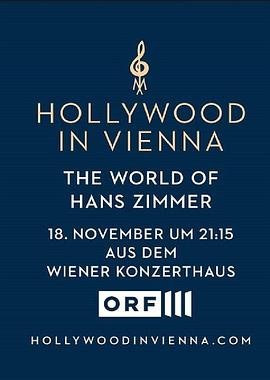 HOLLYWOOD
IN VIENNA
THE WORLD OF
HANS ZIMMER
18. NOVEMBER UM 21:15
AUS DEM
WIENER KONZERTHAUS
ORF III
HOLLYWOODINVIENNA.COM